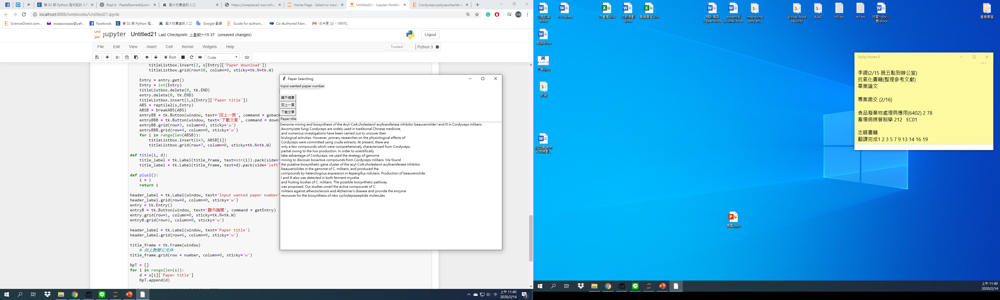 第 02 期 Python 程式設計入門
Repl.it - PastelEarnestQuotie
興大校園資訊入口
https://onepiece2-sso.nchu.
Home Page - Select or create
Untitled21 - Jupyter Notebo
Cordyceps polysaccharide a
localhost:8888/notebooks/Untitled21.ipynb
ScienceDirect.com...
xssaazxssaaz@yah...
Facebook
第 02 期 Python 程...
興大校園資訊入口
Google 翻譯
Guide for authors...
Co-Authored Man...
收件匣 (2) - 19970...
jupyter Untitled21 Last Checkpoint: 上星期六15:37 (unsaved changes)
Logout
File Edit View Insert Cell Kernel Widgets Help
Trusted
Python 3
Run
Code
titleListbox.insert(2, s[Entry]['Paper download'])
titleListbox.grid(row=10, column=0, sticky=tk.N+tk.W)
Entry = entry.get()
Entry = int(Entry)
titleListbox.delete(0, tk.END)
entry.delete(0, tk.END)
titleListbox.insert(1,s[Entry]['Paper title'])
ABS = reptile2(s,Entry)
ABSB = breakABS(ABS)
entryBB = tk.Button(window, text='回上一頁', command = goback
entryBBB = tk.Button(window, text='下載文章', command = downl
entryBB.grid(row=3, column=0, sticky='w')
entryBBB.grid(row=4, column=0, sticky='w')
for i in range(len(ABSB)):
titleListbox.insert(i+3, ABSB[i])
titleListbox.grid(row=7, column=0, sticky=tk.N+tk.W)
def title(i, d):
title_label = tk.Label(title_frame, text=str(i)).pack(side='
title_label = tk.Label(title_frame, text=d).pack(side='left'
def plus1():
i = 1
return i
header_label = tk.Label(window, text='Input wanted paper number'
header_label.grid(row=0, column=0, sticky='w')
entry = tk.Entry()
entryB = tk.Button(window, text='顯示摘要', command = getEntry)
entry.grid(row=1, column=0, sticky=tk.N+tk.W)
entryB.grid(row=2, column=0, sticky='w')
header_label = tk.Label(window, text='Paper title')
header_label.grid(row=6, column=0, sticky='w')
title_frame = tk.Frame(window)
# 向上對齊父元件
title_frame.grid(row = number, column=0, sticky='w')
NpT = []
for i in range(len(s)):
d = s[i]['Paper title']
NpT.append(d)
Paper Searching
Input wanted paper number
顯示摘要
回上一頁
下載文章
Paper title
Genome mining and biosynthesis of the Acyl-CoA:cholesterol acyltransferase inhibitor beauveriolide I and III in Cordyceps militaris
Ascomycete fungi Cordyceps are widely used in traditional Chinese medicine,
and numerous investigations have been carried out to uncover their
biological activities. However, primary researches on the physiological effects of
Cordyceps were committed using crude extracts. At present, there are
only a few compounds which were comprehensively characterized from Cordyceps,
partial owing to the low production. In order to scientifically
take advantage of Cordyceps, we used the strategy of genome
mining to discover bioactive compounds from Cordyceps militaris. We found
the putative biosynthetic gene cluster of the acyl-CoA:cholesterol acyltransferase inhibitor
beauveriolides in the genome of C. militaris, and produced the
compounds by heterologous expression in Aspergillus nidulans. Production of beauveriolide
I and III also was detected in both ferment mycelia
and fruiting bodies of C. militaris. The possible biosynthetic pathway
was proposed. Our studies unveil the active compounds of C.
militaris against atherosclerosis and Alzheimer's disease and provide the enzyme
resources for the biosynthesis of new cyclodepsipeptide molecules.
中
上午 11:40
2020/2/14
3
力譯討論.
docx
ㄨㄉ.docx
行事曆.xlsx
近期規劃.
docx
養雞實習.xlsx
預計撰寫
Paper.docx
potential
journal.docx
improving
safty an...
global food
security
AJAS
tt3.txt
tt1.txt
抗氧化for 小
葉.docx
營養實習
李總.docx
下載.jpg
討論
莊文揚 未來
半年規劃...
專案.pptx
Sticky Notes 8
李總(2/15 晚五點到辦公室)
抗氧化書籍(整理參考文獻)
畢業論文
專案繳交 (2/16)
食品廢棄物處理與應用(6402) 2 78
畜場病媒管制學 212 EC01
志峰書籍
翻譯完成1 2 3 5 7 9 13 14 16 19
上午 11:40
2020/2/14